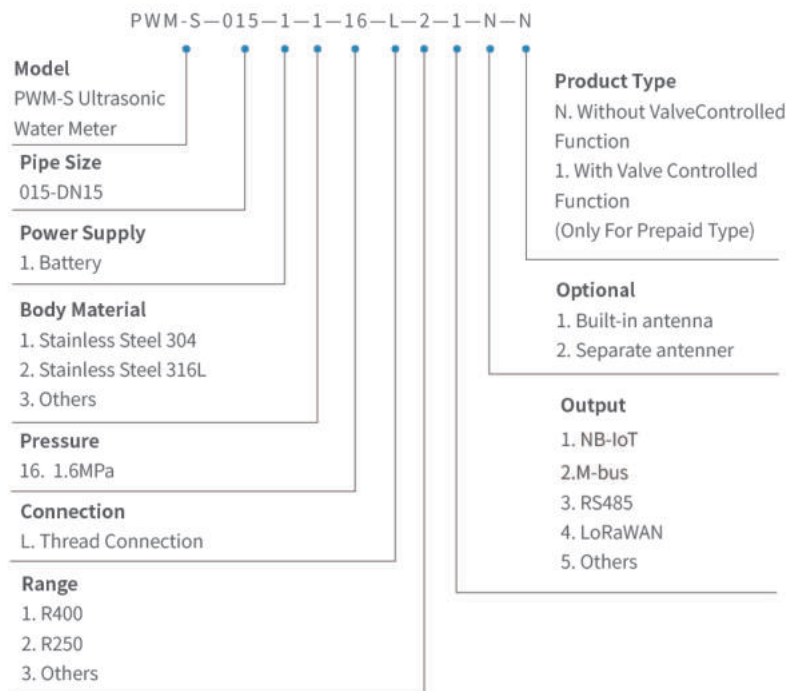 PWM-S—015—1—1—16—L—2—1—N—N
Model
PWM-S Ultrasonic
Water Meter
Pipe Size
015-DN15
Power Supply
1. Battery
Body Material
1. Stainless Steel 304
2. Stainless Steel 316L
3. Others
Pressure
16. 1.6MPa
Connection
L. Thread Connection
Range
1. R400
2. R250
3. Others
Product Type
N. Without ValveControlled
Function
1. With Valve Controlled
Function
(Only For Prepaid Type)
Optional
1. Built-in antenna
2. Separate antenner
Output
1. NB-IoT
2.M-bus
3. RS485
4. LoRaWAN
5. Others